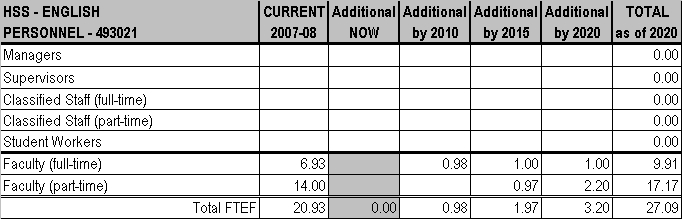 HSS - ENGLISH CURRENT Additional Additional Additional Additional TOTAL
PERSONNEL - 493021 2007-08 NOW by 2010 by 2015 by 2020 as of 2020
Managers 0.00
Supervisors 0.00
Classified Staff (full-time) 0.00
Classified Staff (part-time) 0.00
Student Workers 0.00
Faculty (full-time) 6.93 0.98 1.00 1.00 9.91
Faculty (part-time) 14.00 0.97 2.20 17.17
Total FTEF 20.93 0.00 0.98 1.97 3.20 27.09